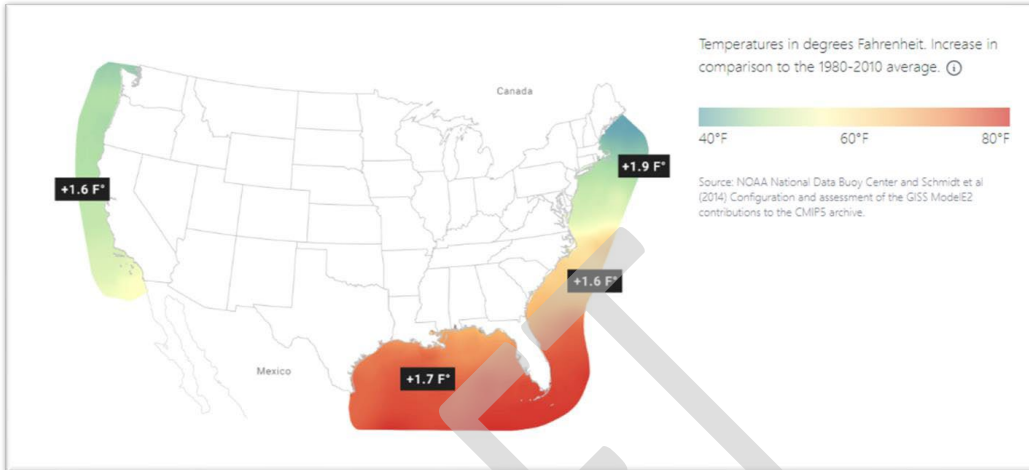 Temperatures in degrees Fahrenheit. Increase in
comparison to the 1980-2010 average. ⓘ
Canada
40°F 60°F 80°F
+1.9 F°
+1.6 F°
Source: NOAA National Data Buoy Center and Schmidt et al
(2014) Configuration and assessment of the GISS ModelE2
contributions to the CMIP5 archive.
+1.6 F°
Mexico
+1.7 F°